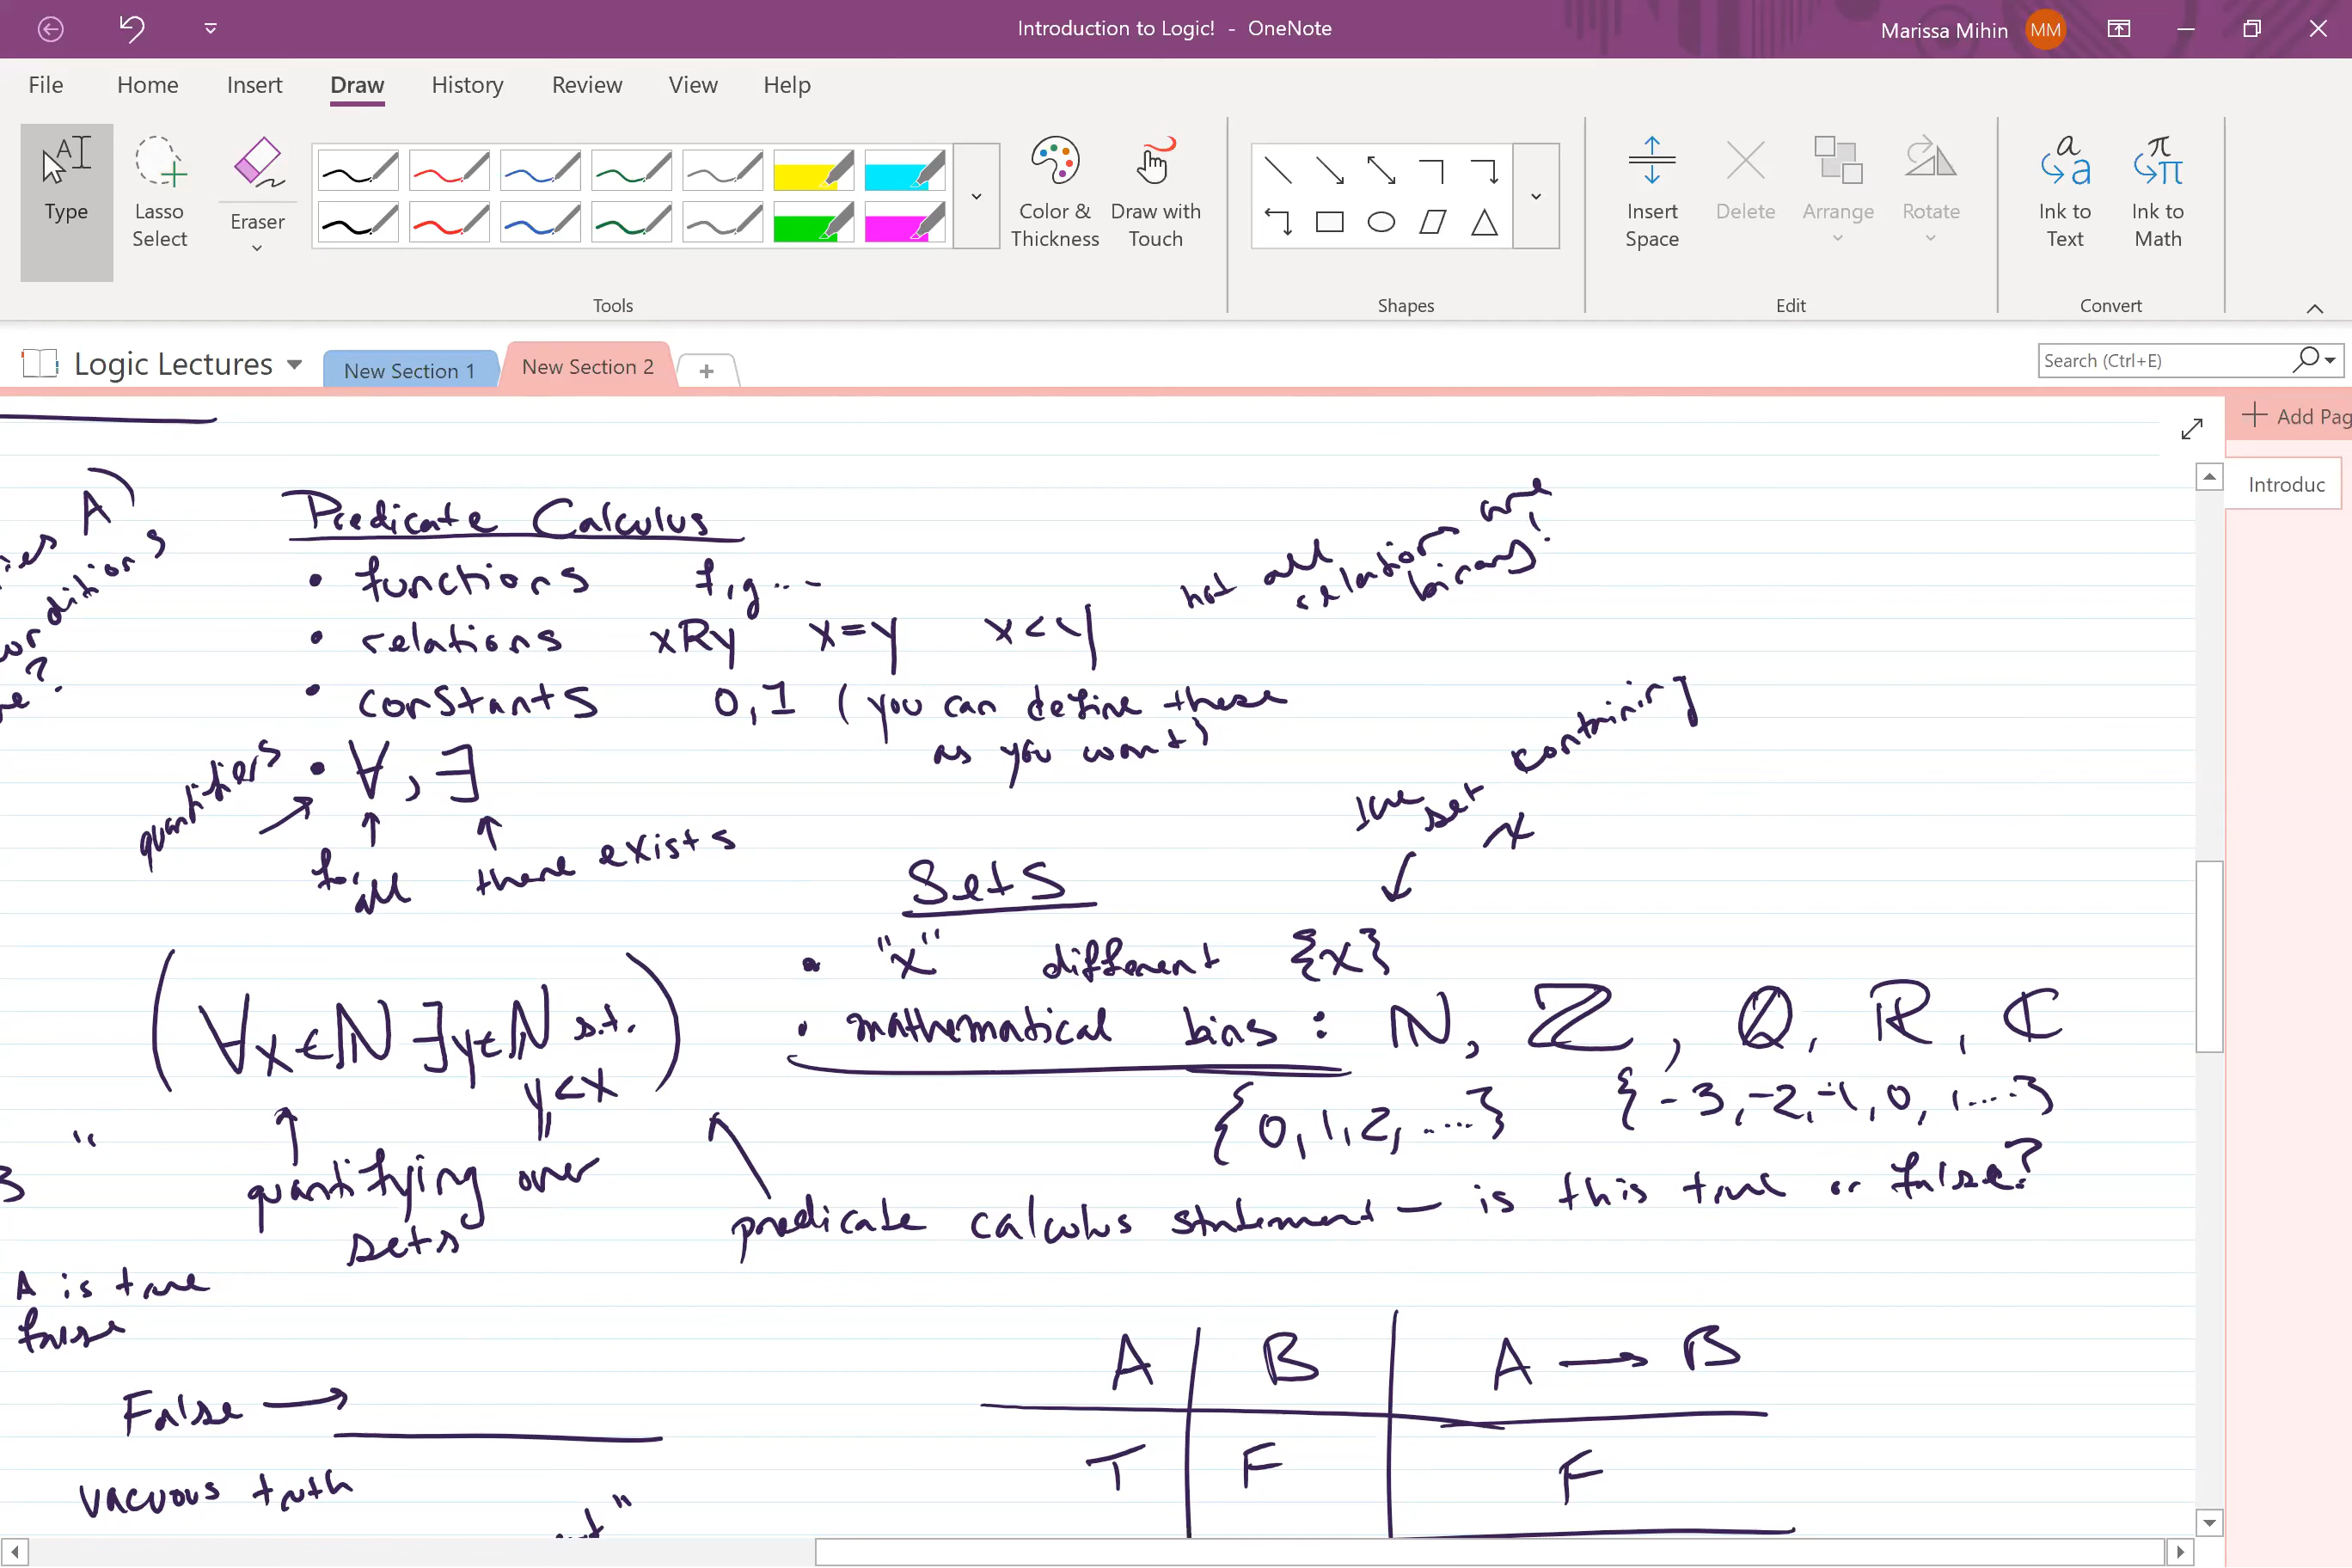 Introduction to Logic! - OneNote
Marissa Mihin MM
File Home Insert Draw History Review View Help
Type
Lasso Select
Eraser
Color & Thickness
Draw with Touch
Insert Space
Delete
Arrange
Rotate
Ink to Text
Ink to Math
Tools
Shapes
Edit
Convert
Logic Lectures New Section 1 New Section 2 +
Search (Ctrl+E)
Add Pag
Introduc
A)
Predicate Calculus
• functions f, g ...
• relations xRy x=y x<y
not all relations are binary!
• constants 0, 1 (you can define these
as you want)
quantifiers → • ∀, ∃
↑ for all ↑ there exists
Sets
the set containing x
↓
• "x" different {x}
• mathematical bias: ℕ, ℤ, ℚ, ℝ, ℂ
{0, 1, 2, ....} {-3, -2, -1, 0, 1....}
(∀x∈ℕ ∃y∈ℕ s.t.
y<x)
↑
quantifying over
sets
predicate calculus statement — is this true or false?
"
A is true
false
False →
vacuous truth
A | B | A → B
T | F | F